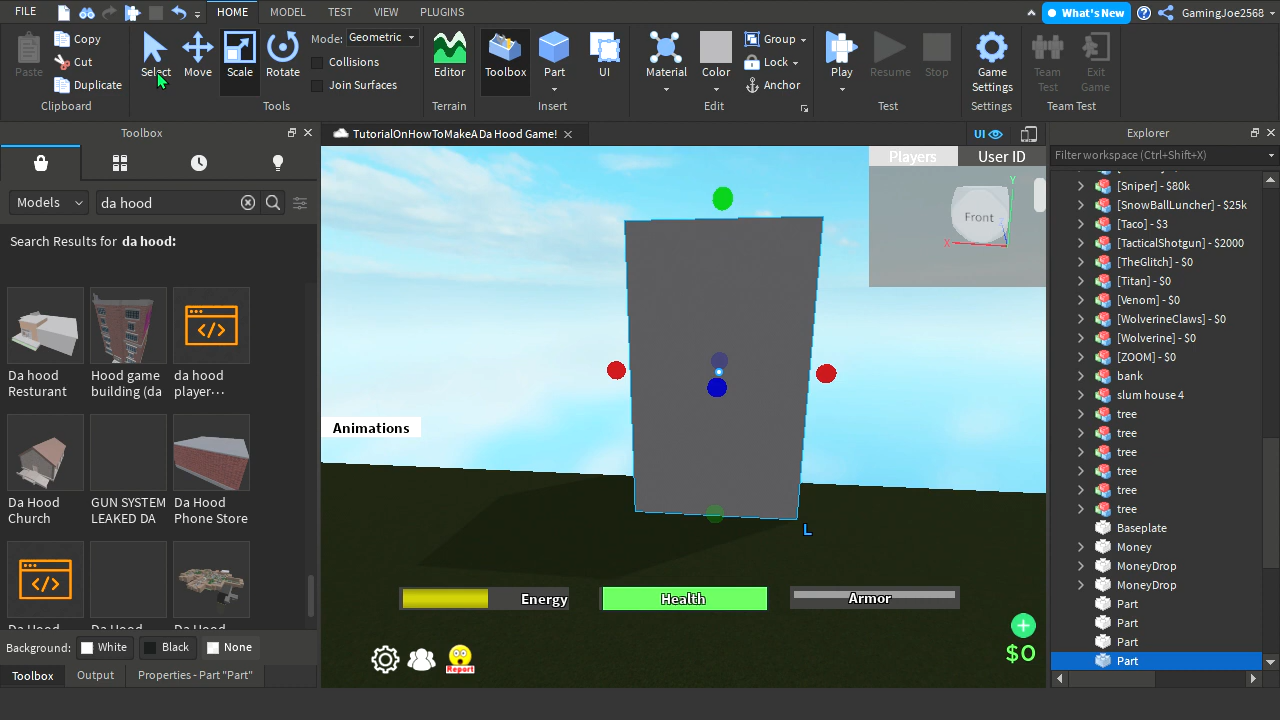 FILE
HOME
MODEL
TEST
VIEW
PLUGINS
What's New
GamingJoe2568
Paste
Copy
Cut
Duplicate
Clipboard
Select
Move
Scale
Rotate
Mode: Geometric
Collisions
Join Surfaces
Tools
Editor
Terrain
Toolbox
Part
UI
Insert
Material
Color
Group
Lock
Anchor
Edit
Play
Resume
Stop
Test
Game
Settings
Settings
Team
Test
Exit
Game
Team Test
Toolbox
Models
da hood
Search Results for da hood:
Da hood
Resturant
Hood game
building (da
da hood
player...
Da Hood
Church
GUN SYSTEM
LEAKED DA
Da Hood
Phone Store
Background:
White
Black
None
Toolbox
Output
Properties - Part "Part"
TutorialOnHowToMakeADa Hood Game!
UI
Players
User ID
Front
Y
X
Animations
L
Energy
Health
Armor
Report
$0
Explorer
Filter workspace (Ctrl+Shift+X)
[Sniper] - $80k
[SnowBallLuncher] - $25k
[Taco] - $3
[TacticalShotgun] - $2000
[TheGlitch] - $0
[Titan] - $0
[Venom] - $0
[WolverineClaws] - $0
[Wolverine] - $0
[ZOOM] - $0
bank
slum house 4
tree
tree
tree
tree
tree
tree
Baseplate
Money
MoneyDrop
MoneyDrop
Part
Part
Part
Part